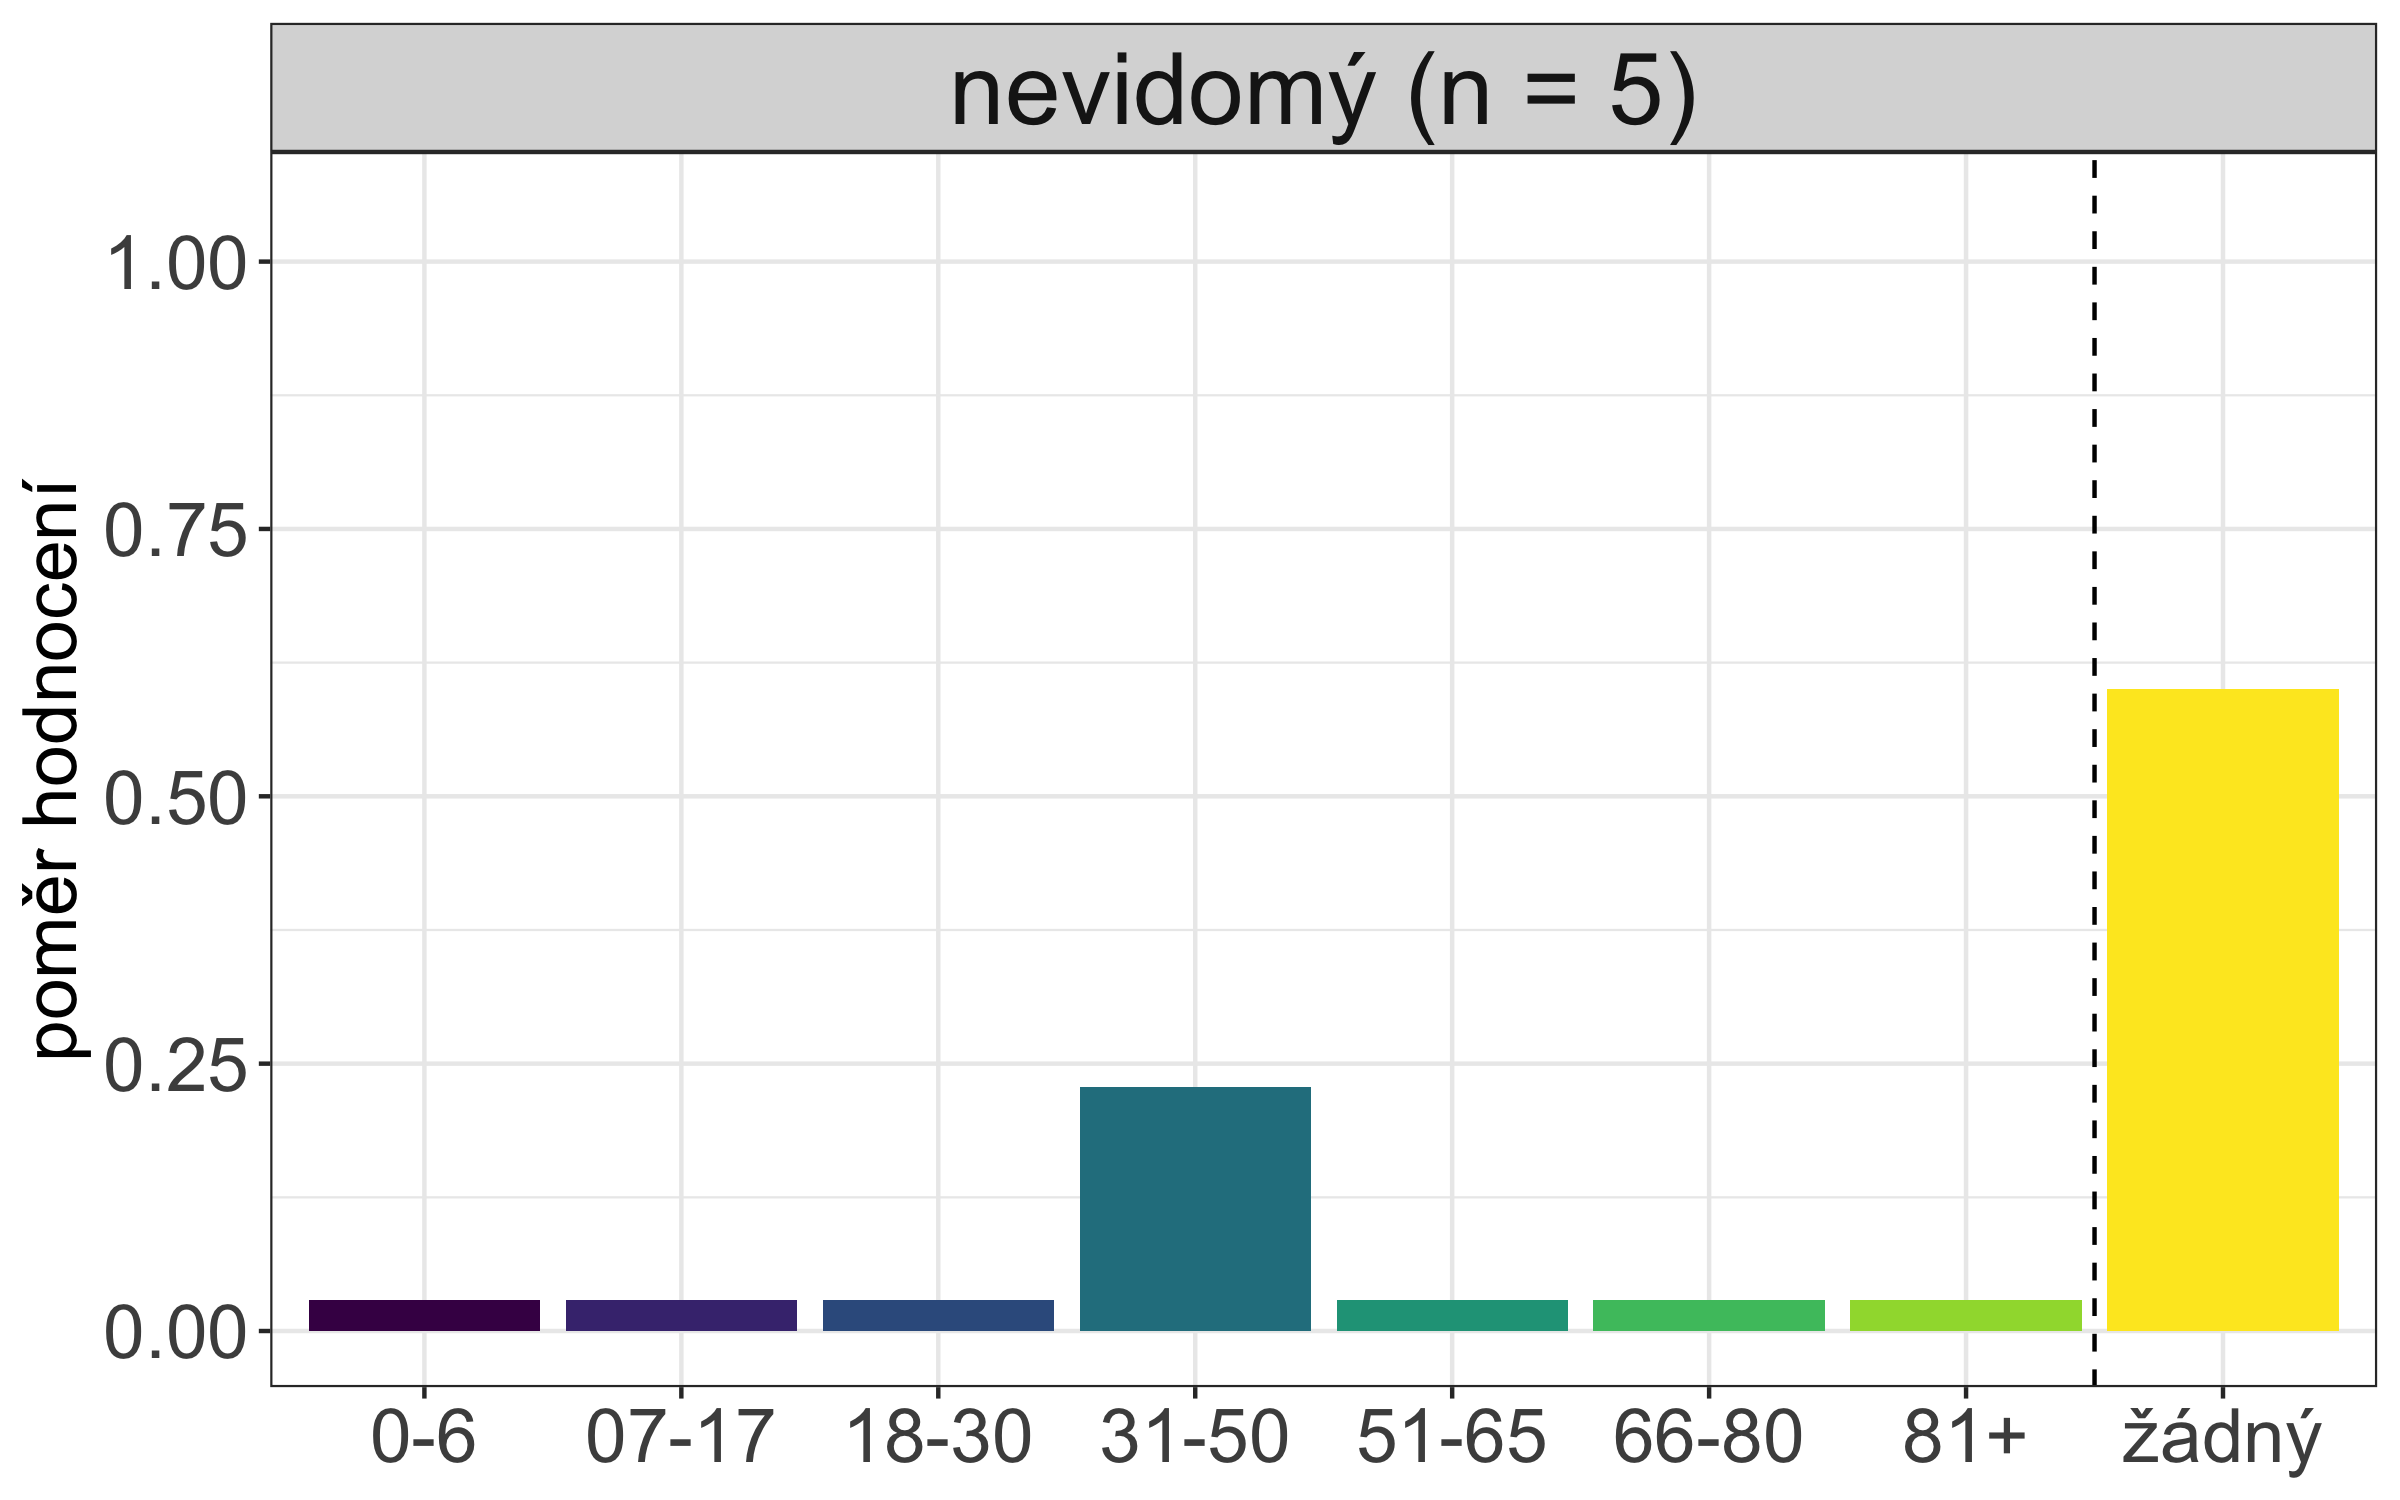 nevidomý (n = 5)
poměr hodnocení
1.00
0.75
0.50
0.25
0.00
0-6 07-17 18-30 31-50 51-65 66-80 81+ žádný